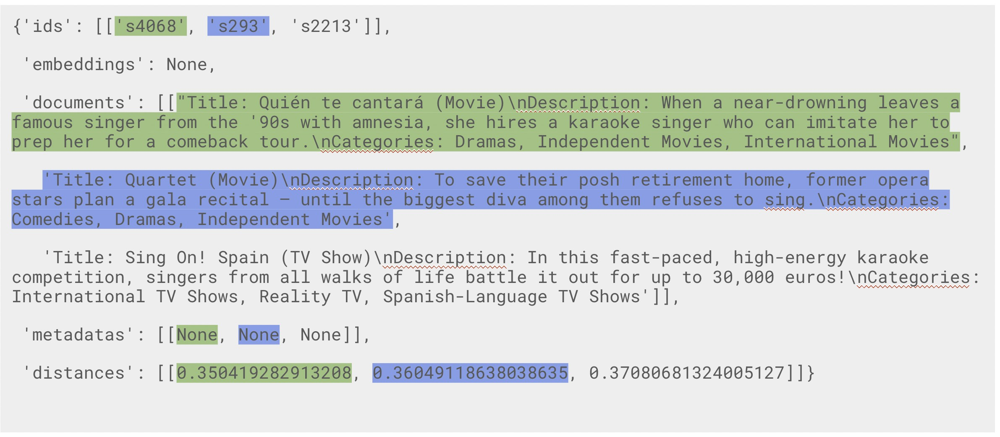 {'ids': [['s4068', 's293', 's2213']],
'embeddings': None,
'documents': [["Title: Quién te cantará (Movie)\nDescription: When a near-drowning leaves a
famous singer from the '90s with amnesia, she hires a karaoke singer who can imitate her to
prep her for a comeback tour.\nCategories: Dramas, Independent Movies, International Movies",
'Title: Quartet (Movie)\nDescription: To save their posh retirement home, former opera
stars plan a gala recital – until the biggest diva among them refuses to sing.\nCategories:
Comedies, Dramas, Independent Movies',
'Title: Sing On! Spain (TV Show)\nDescription: In this fast-paced, high-energy karaoke
competition, singers from all walks of life battle it out for up to 30,000 euros!\nCategories:
International TV Shows, Reality TV, Spanish-Language TV Shows']],
'metadatas': [[None, None, None]],
'distances': [[0.350419282913208, 0.36049118638038635, 0.37080681324005127]]}